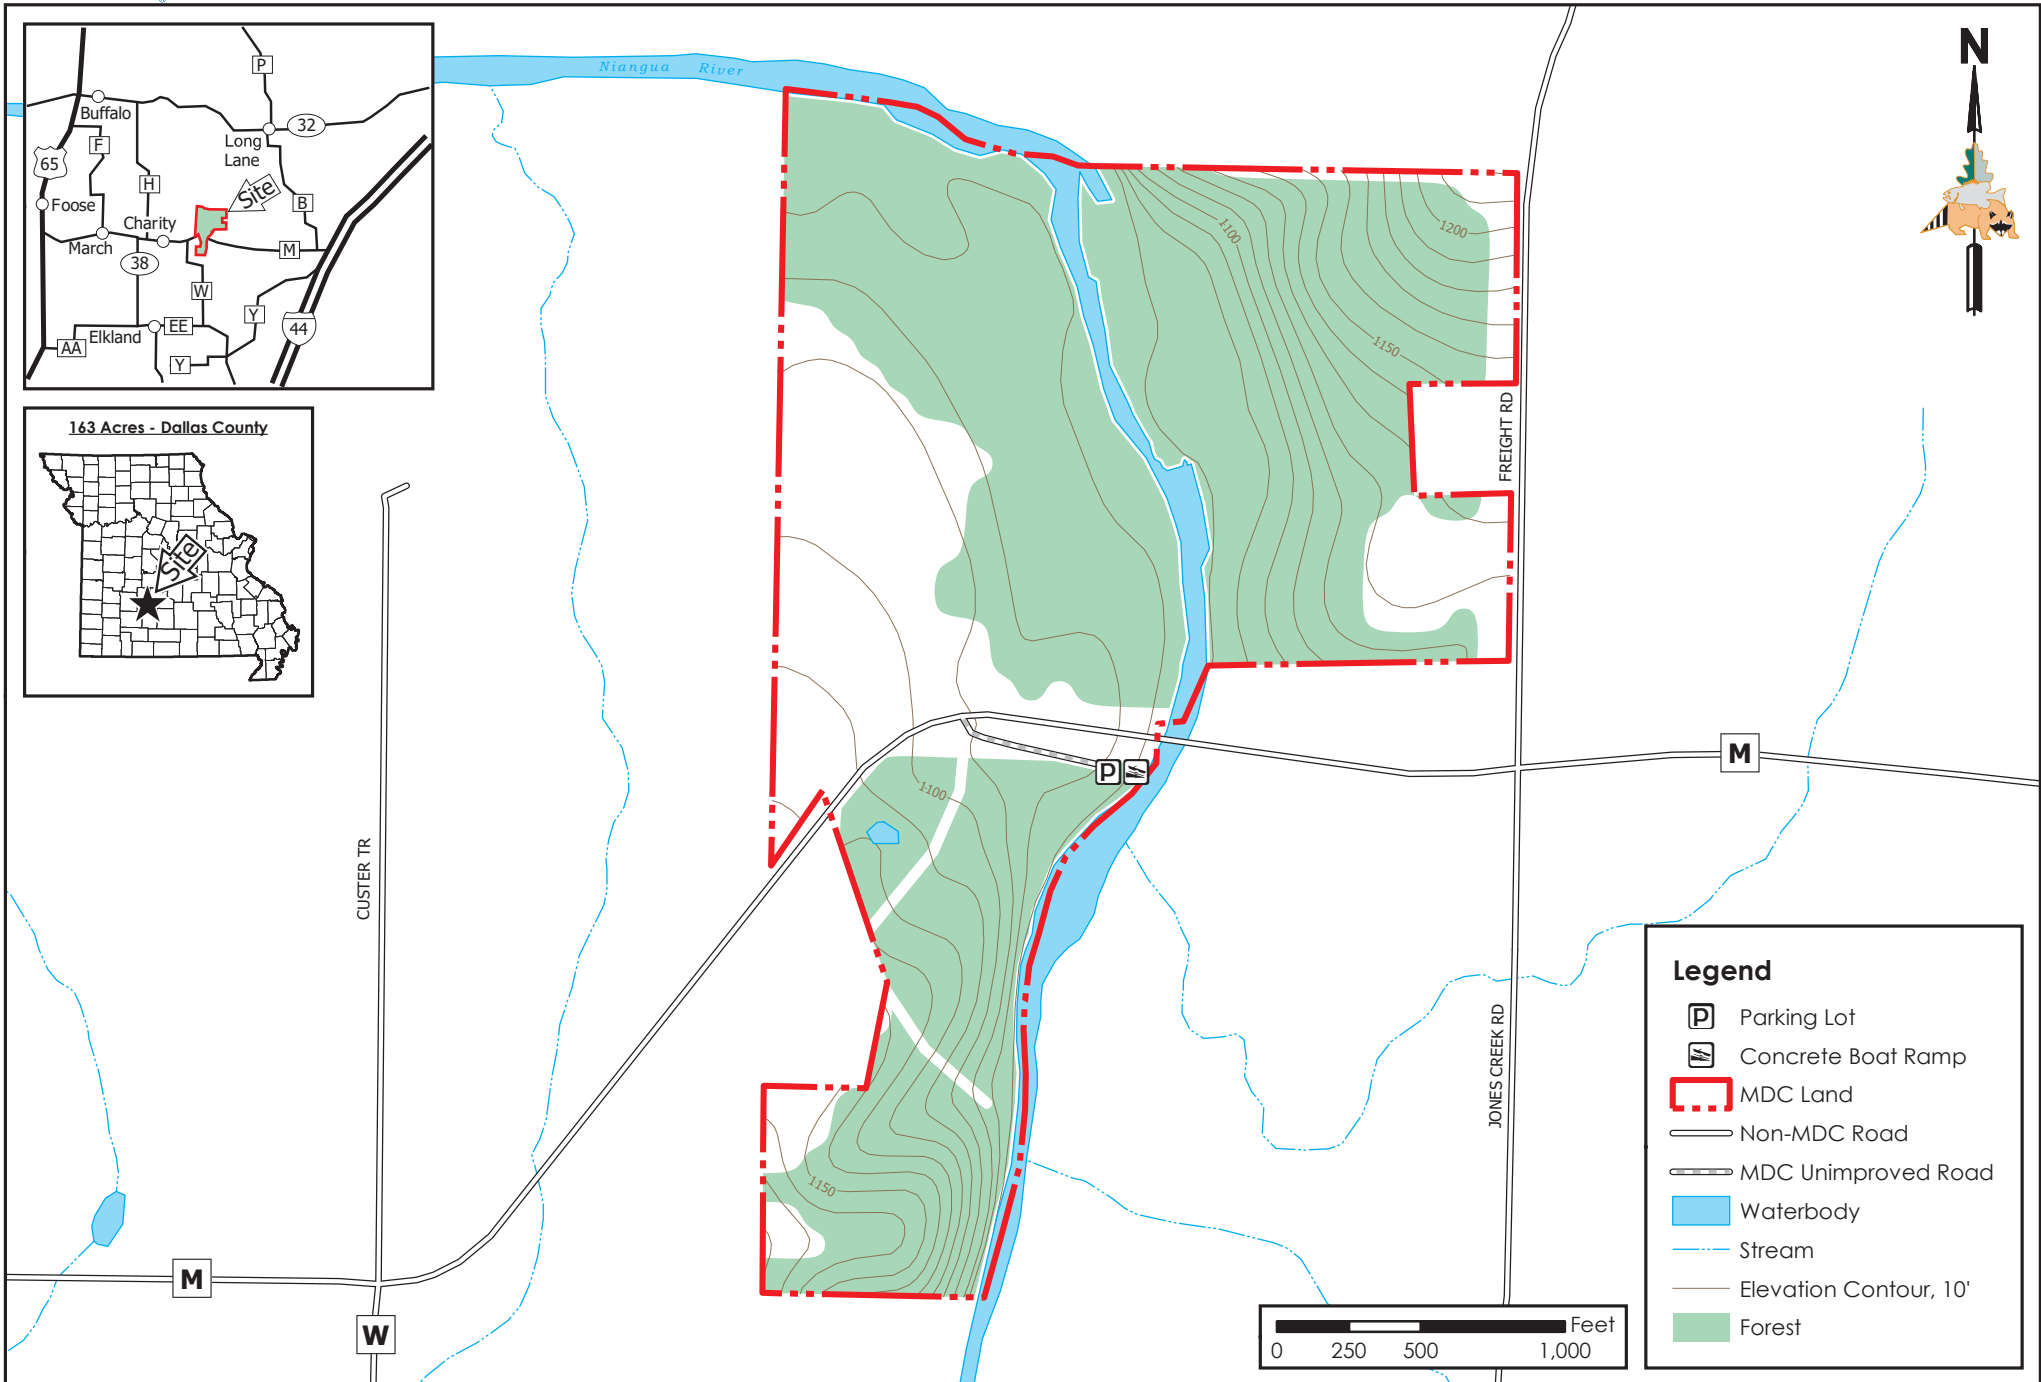 P
Buffalo
32
Long
Lane
F
65
H
Site
Foose
Charity
B
March
M
38
W
Y
44
Elkland
EE
AA
Y
163 Acres - Dallas County
Site
Niangua River
N
1100
1200
1150
FREIGHT RD
M
P
1100
CUSTER TR
JONES CREEK RD
1150
M
W
Legend
P Parking Lot
Concrete Boat Ramp
MDC Land
Non-MDC Road
MDC Unimproved Road
Waterbody
Stream
Elevation Contour, 10'
Forest
Feet
0 250 500 1,000